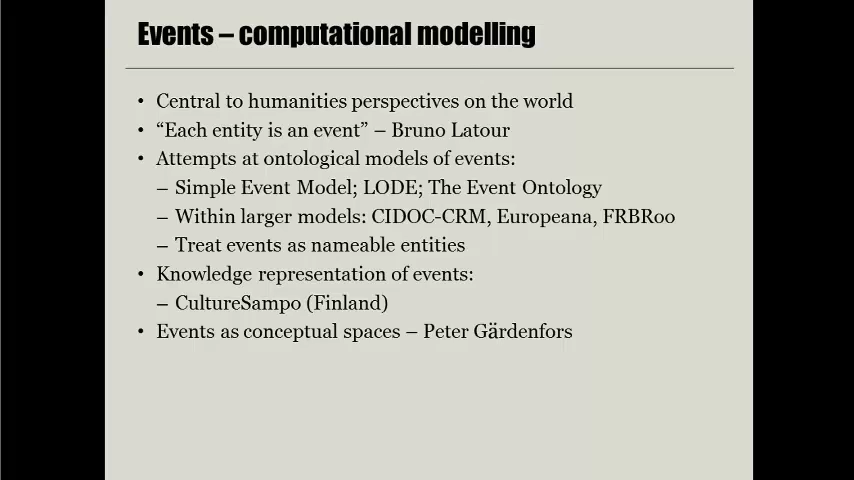 Events – computational modelling
• Central to humanities perspectives on the world
• “Each entity is an event” – Bruno Latour
• Attempts at ontological models of events:
– Simple Event Model; LODE; The Event Ontology
– Within larger models: CIDOC-CRM, Europeana, FRBRoo
– Treat events as nameable entities
• Knowledge representation of events:
– CultureSampo (Finland)
• Events as conceptual spaces – Peter Gärdenfors